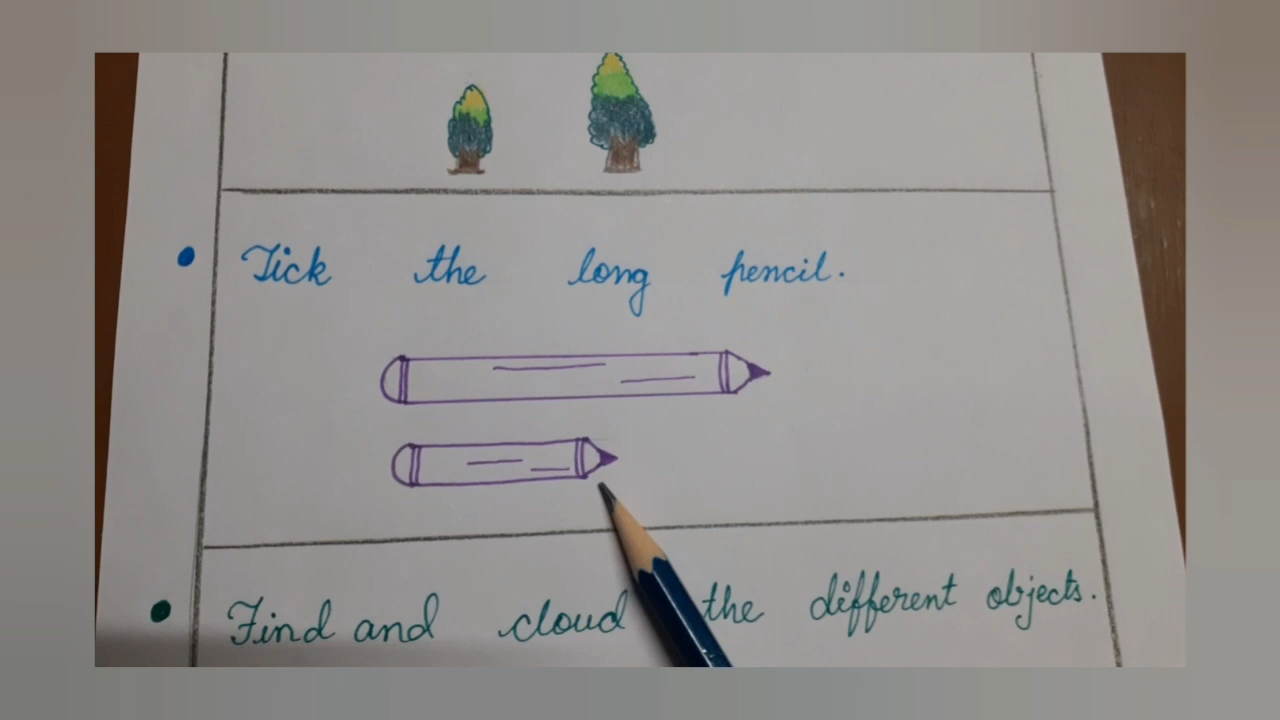 Tick the long pencil.
Find and cloud the different objects.